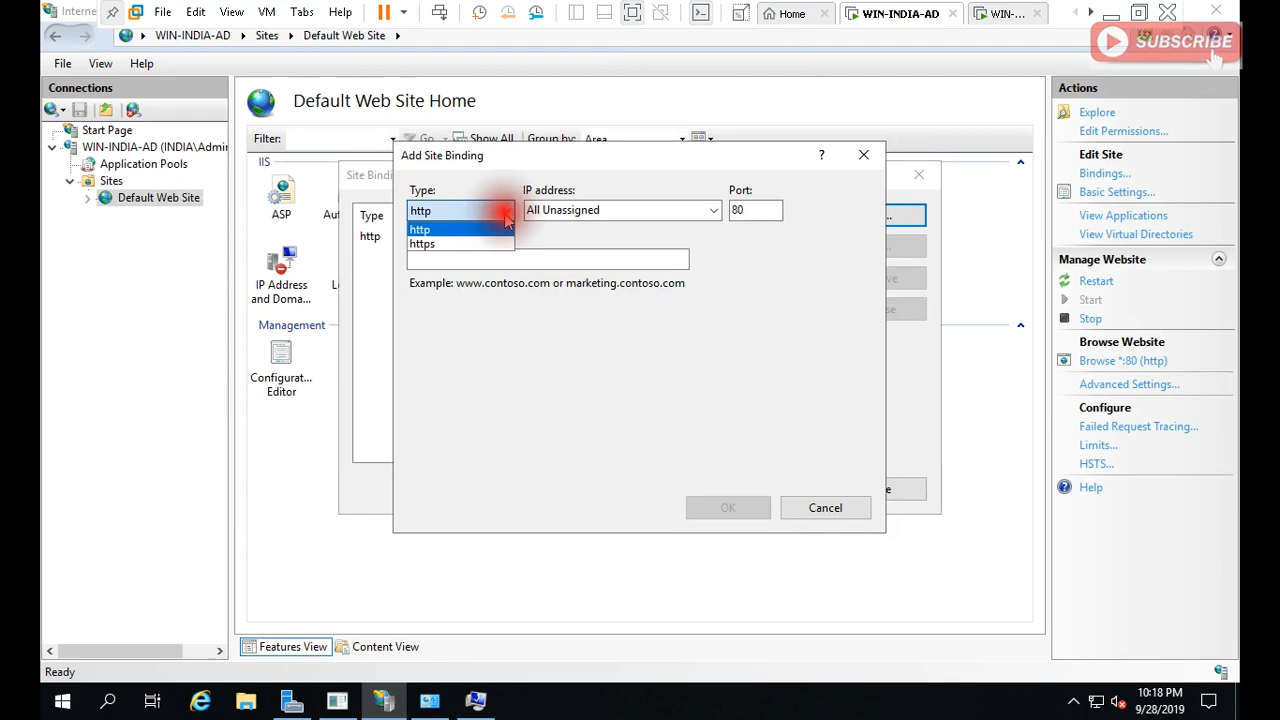 File Edit View VM Tabs Help Home WIN-INDIA-AD WIN-...
SUBSCRIBE
WIN-INDIA-AD Sites Default Web Site
File View Help
Connections
Start Page
WIN-INDIA-AD (INDIA\Admir
Application Pools
Sites
Default Web Site
Default Web Site Home
Filter: Go Show All Group by: Area
IIS
ASP
IP Address
and Doma...
Management
Configurat...
Editor
Site Bindi
Type
http
Add Site Binding
? 
Type: IP address: Port:
http All Unassigned 80
http
https
Example: www.contoso.com or marketing.contoso.com
OK Cancel
Features View Content View
Actions
Explore
Edit Permissions...
Edit Site
Bindings...
Basic Settings...
View Applications
View Virtual Directories
Manage Website
Restart
Start
Stop
Browse Website
Browse *:80 (http)
Advanced Settings...
Configure
Failed Request Tracing...
Limits...
HSTS...
Help
Ready
10:18 PM
9/28/2019